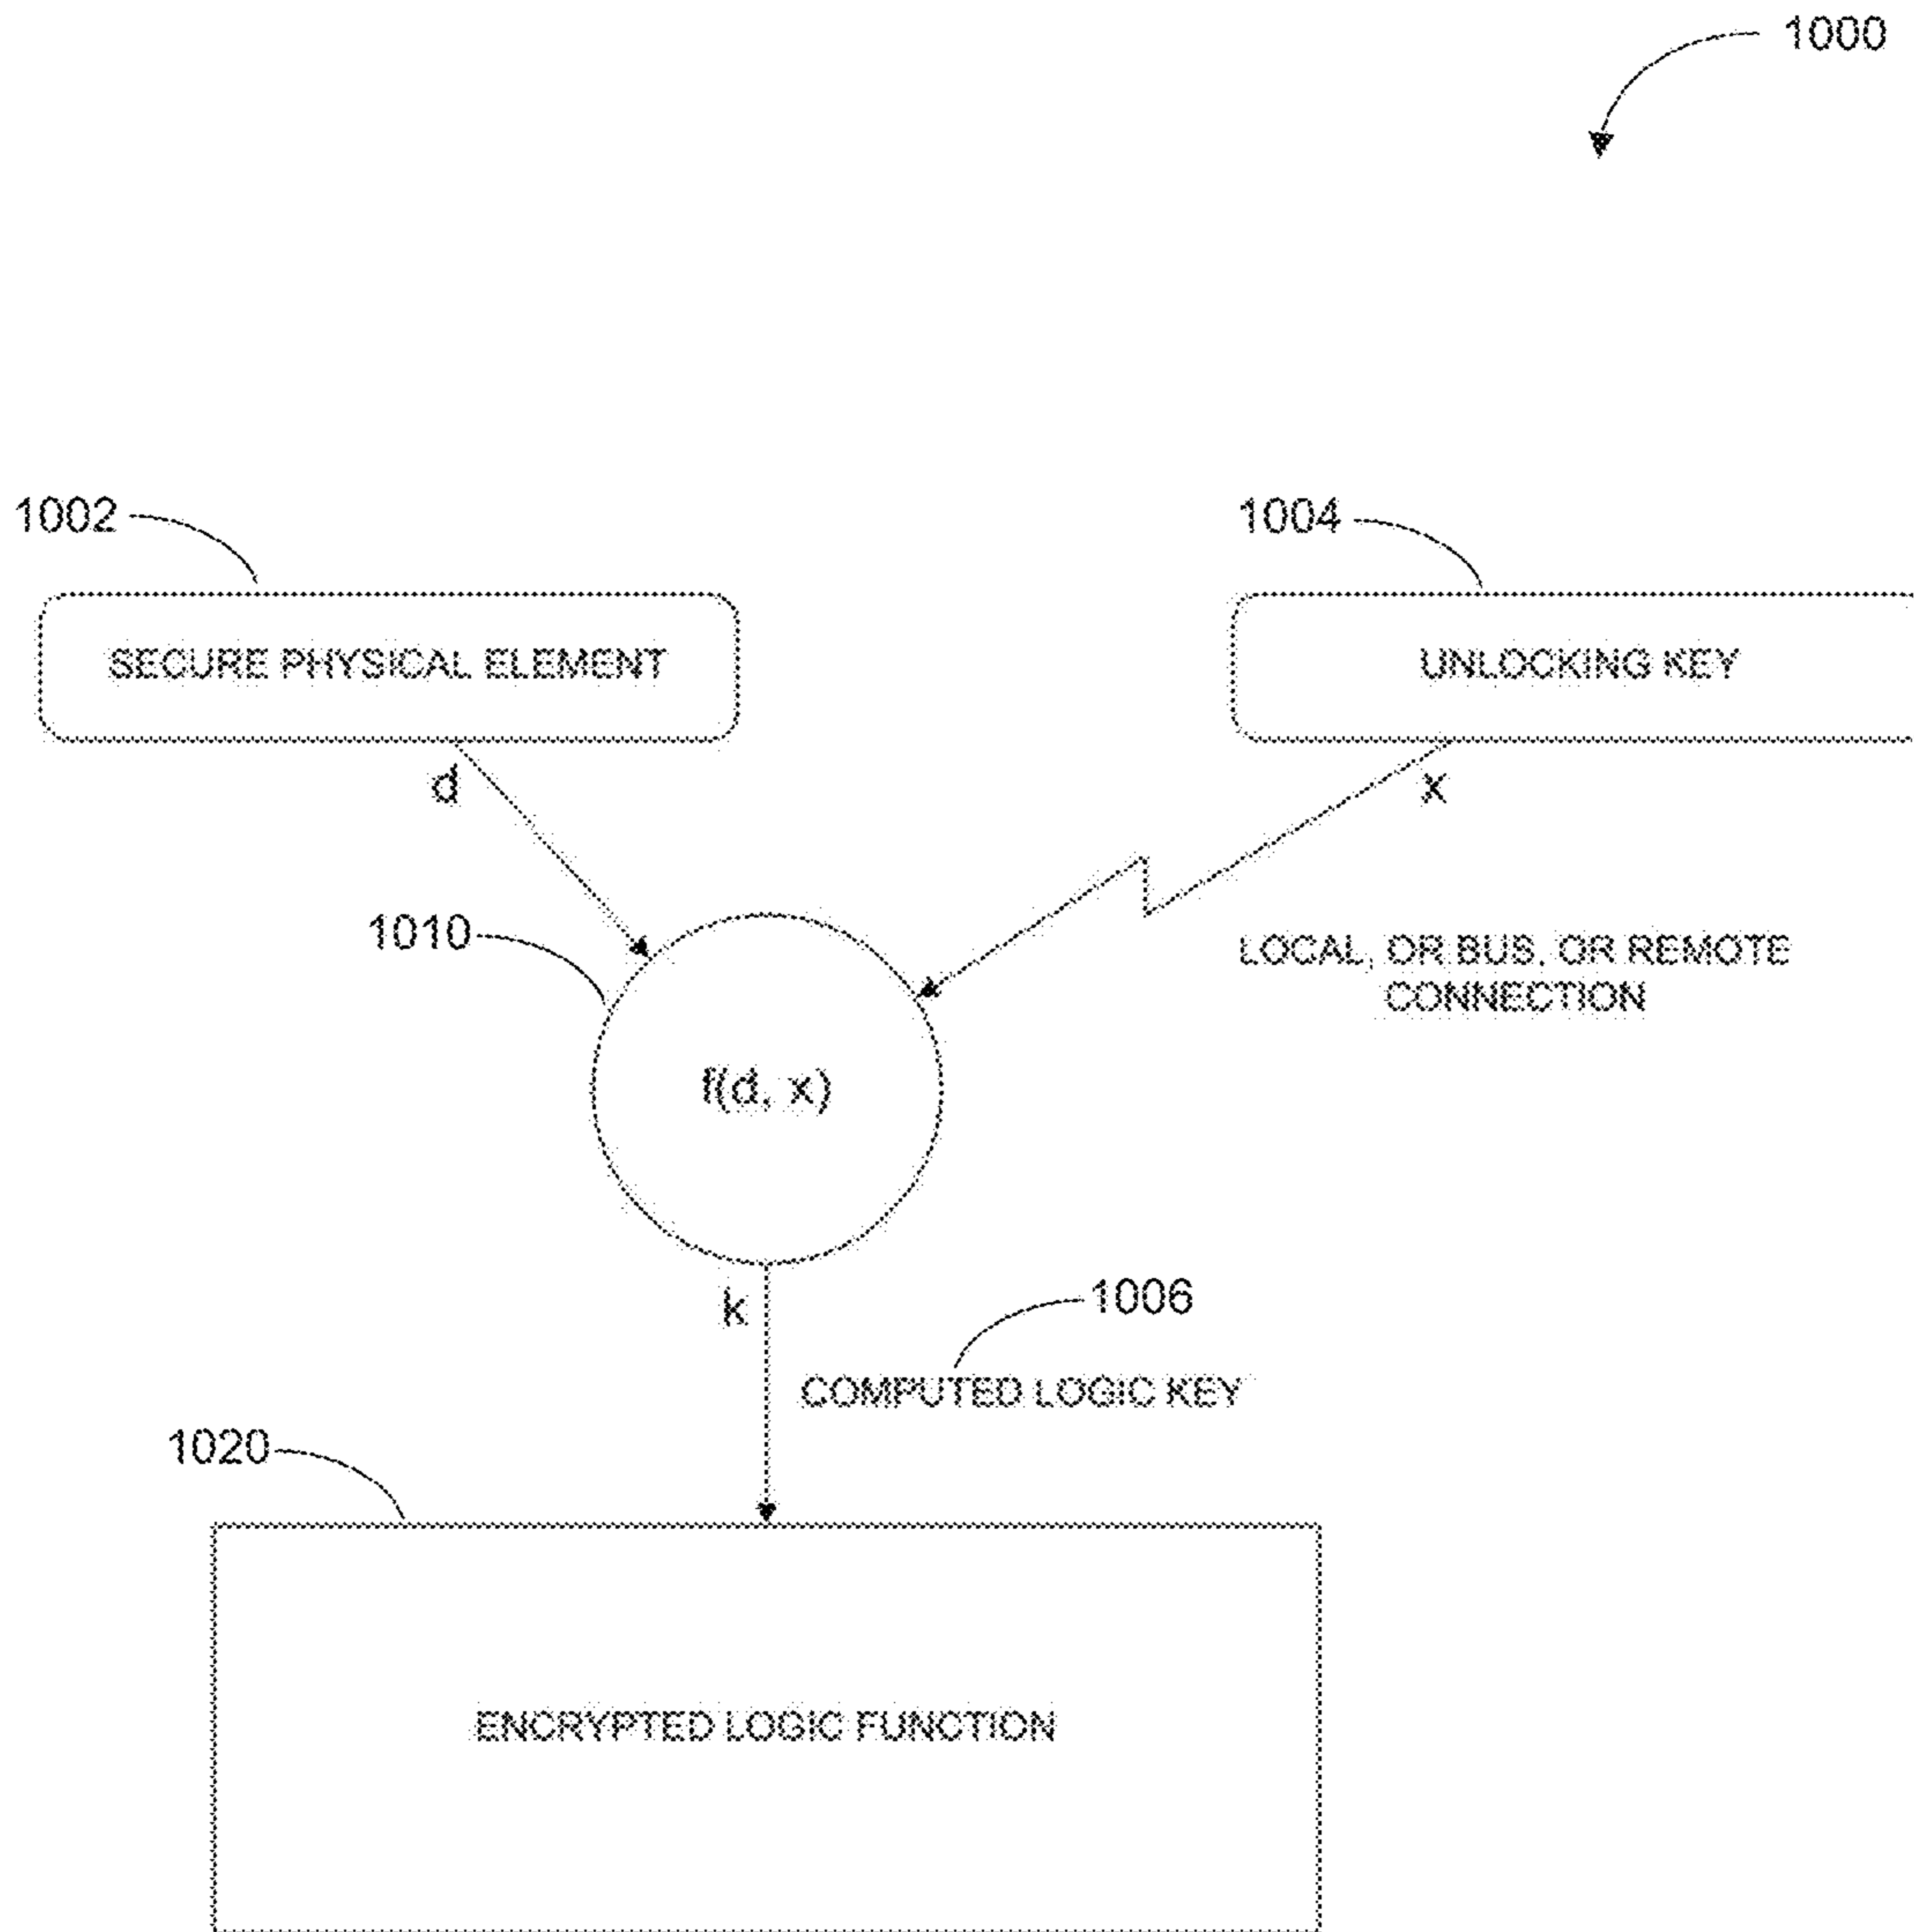 1000
1002
1004
SECURE PHYSICAL ELEMENT
UNLOCKING KEY
d
x
1010
LOCAL, OR BUS, OR REMOTE
CONNECTION
f(d, x)
k
1006
COMPUTED LOGIC KEY
1020
ENCRYPTED LOGIC FUNCTION